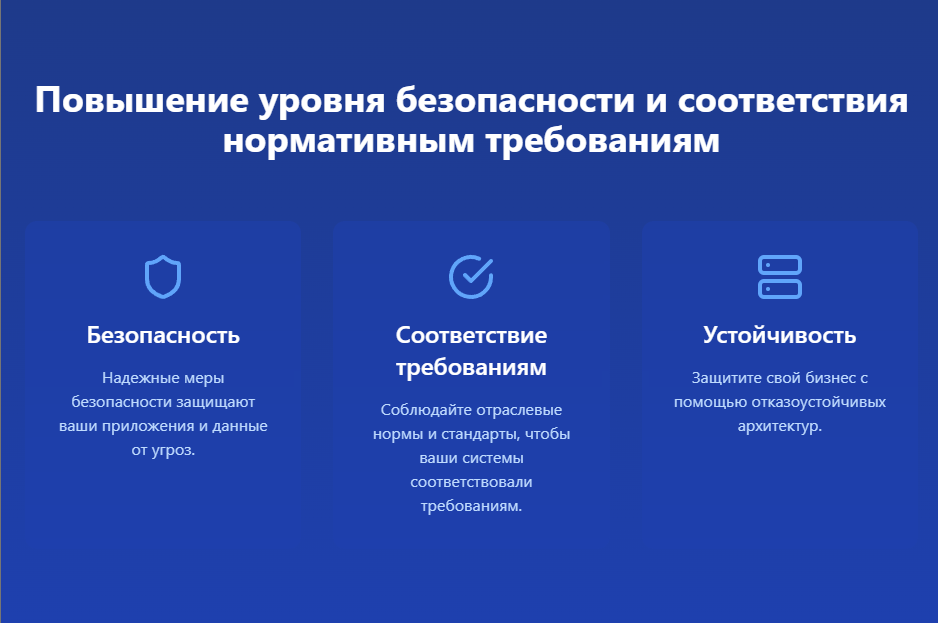 Повышение уровня безопасности и соответствия
нормативным требованиям
Безопасность
Надежные меры
безопасности защищают
ваши приложения и данные
от угроз.
Соответствие
требованиям
Соблюдайте отраслевые
нормы и стандарты, чтобы
ваши системы
соответствовали
требованиям.
Устойчивость
Защитите свой бизнес с
помощью отказоустойчивых
архитектур.